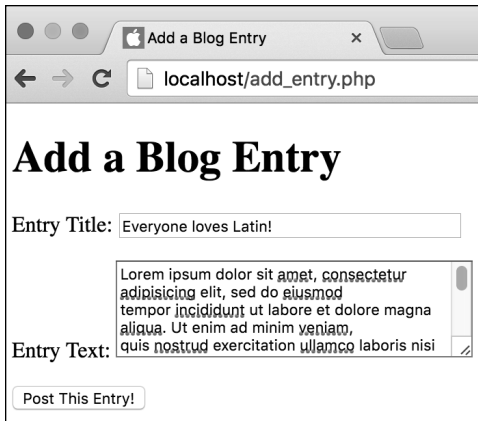 Add a Blog Entry
localhost/add_entry.php
Add a Blog Entry
Entry Title: Everyone loves Latin!
Lorem ipsum dolor sit amet, consectetur
adipisicing elit, sed do eiusmod
tempor incididunt ut labore et dolore magna
aliqua. Ut enim ad minim veniam,
quis nostrud exercitation ullamco laboris nisi
Entry Text:
Post This Entry!